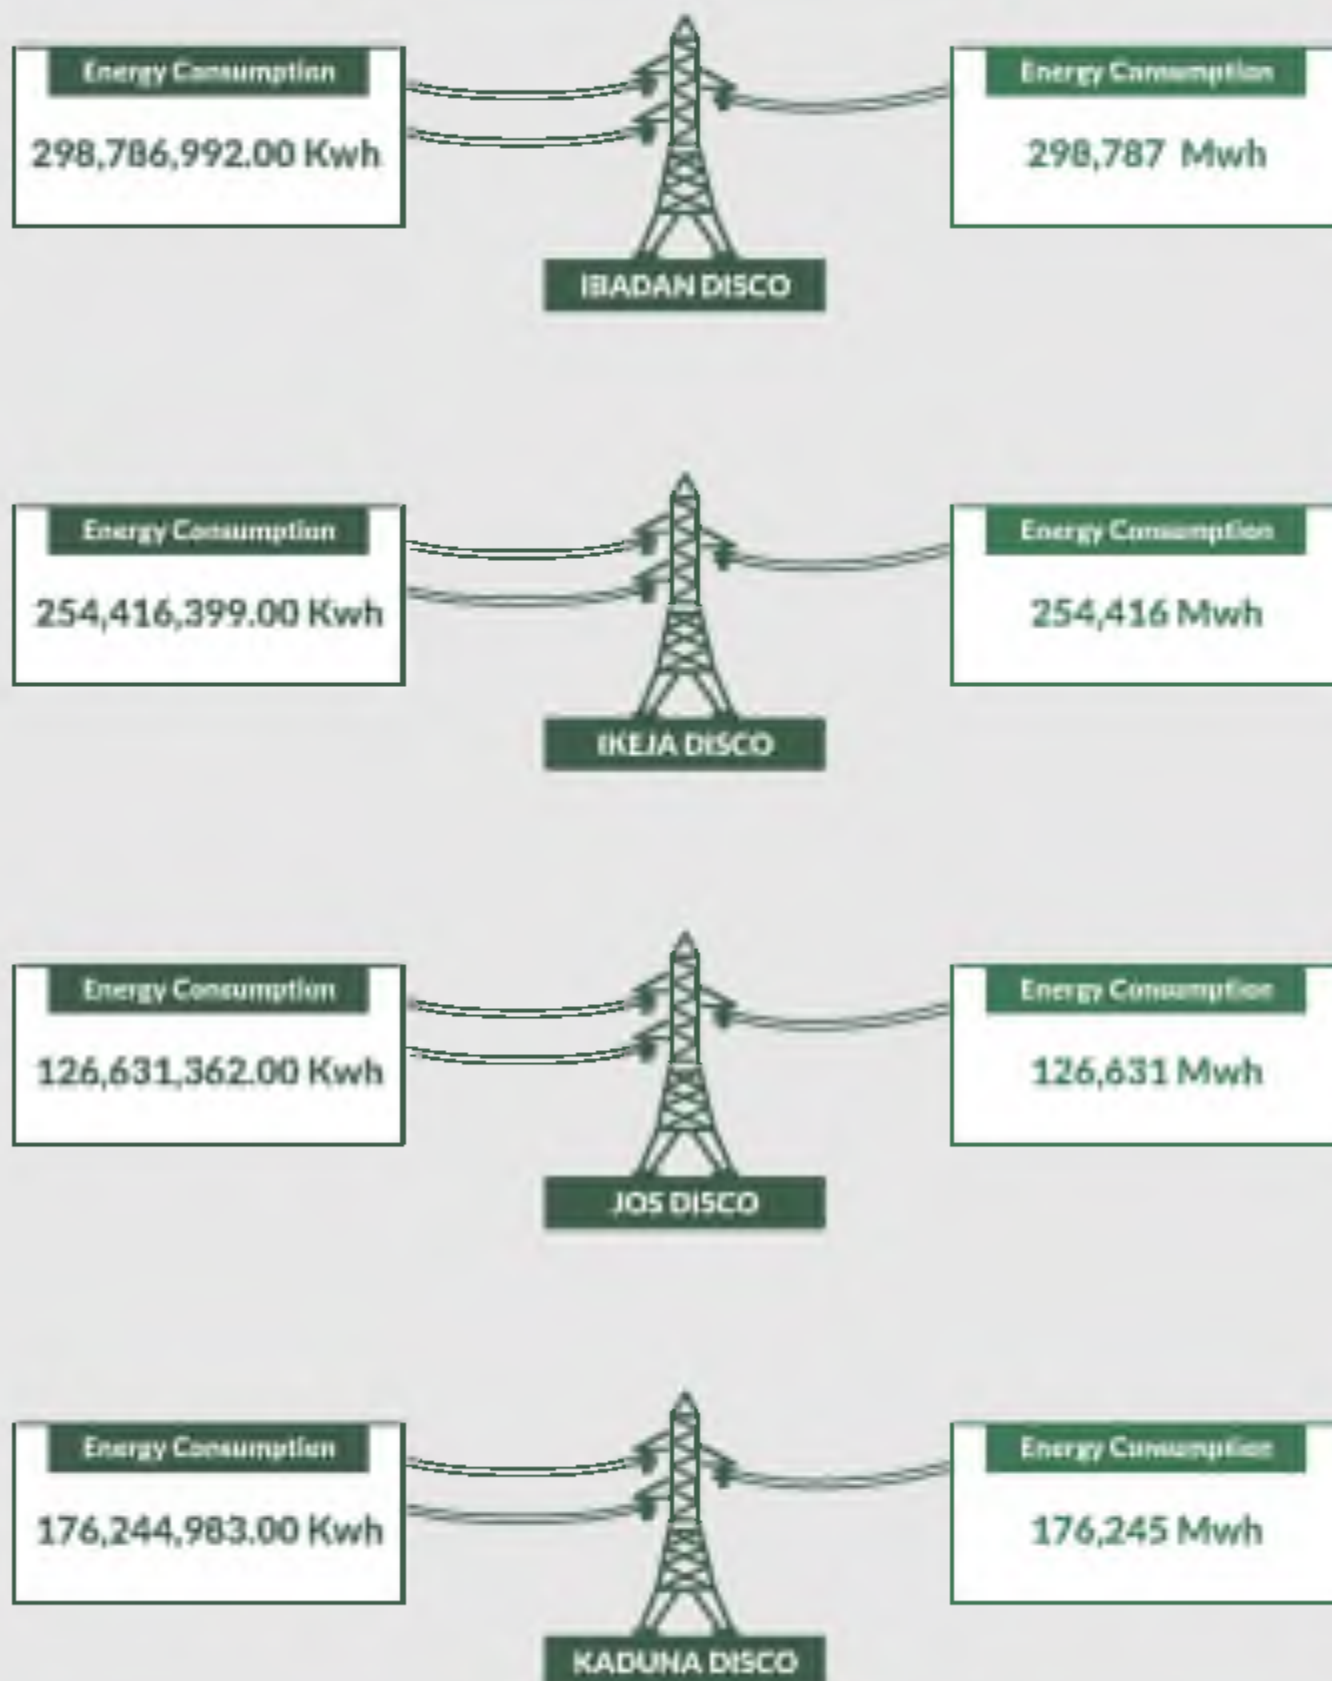 Energy Consumption
Energy Consumption
298,786,992.00 Kwh
298,787 Mwh
IBADAN DISCO
Energy Consumption
Energy Consumption
254,416,399.00 Kwh
254,416 Mwh
IKEJA DISCO
Energy Consumption
Energy Consumption
126,631,362.00 Kwh
126,631 Mwh
JOS DISCO
Energy Consumption
Energy Consumption
176,244,983.00 Kwh
176,245 Mwh
KADUNA DISCO